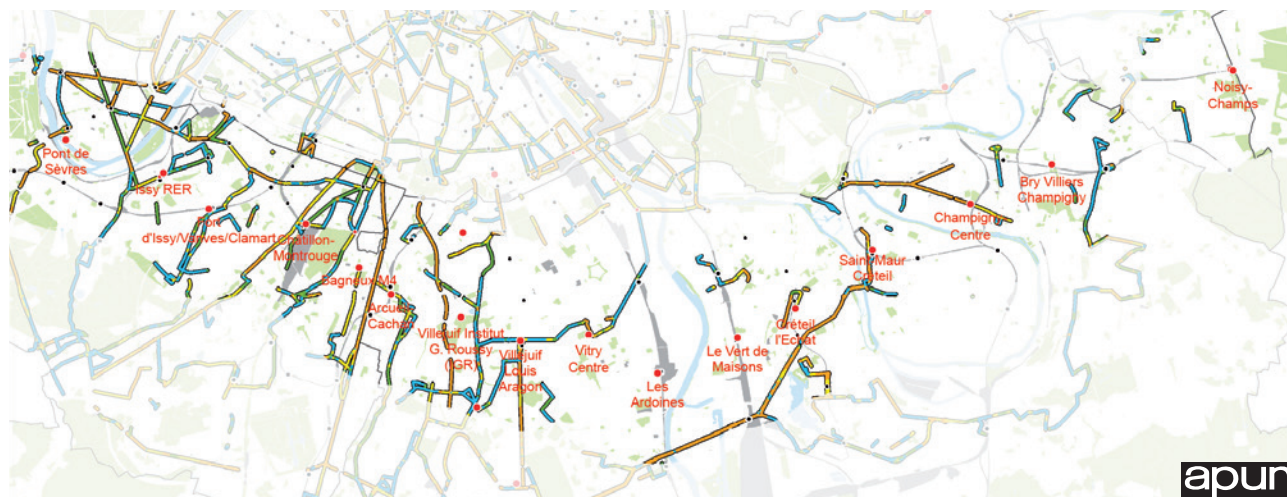 Noisy-
Champs
Pont de
Sèvres
Issy RER
Bry Villiers
Champigny
Champigny
Centre
d'Issy/Vanves/Clamart
Châtillon-
Montrouge
Saint-Maur
Créteil
Bagneux M4
Arcueil
Cachan
Villejuif Institut
G. Roussy
(IGR)
Villejuif
Louis
Aragon
Vitry
Centre
Créteil
l'Echat
Le Vert de
Maisons
Les
Ardoines
apur